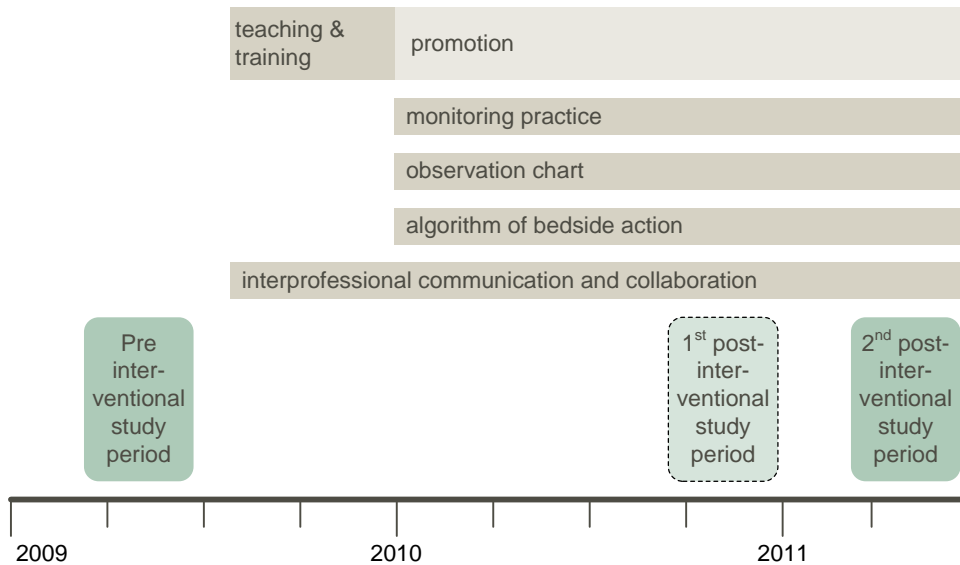 teaching &
training
promotion
monitoring practice
observation chart
algorithm of bedside action
interprofessional communication and collaboration
Pre
inter-
ventional
study
period
1st post-
inter-
ventional
study
period
2nd post-
inter-
ventional
study
period
2009
2010
2011